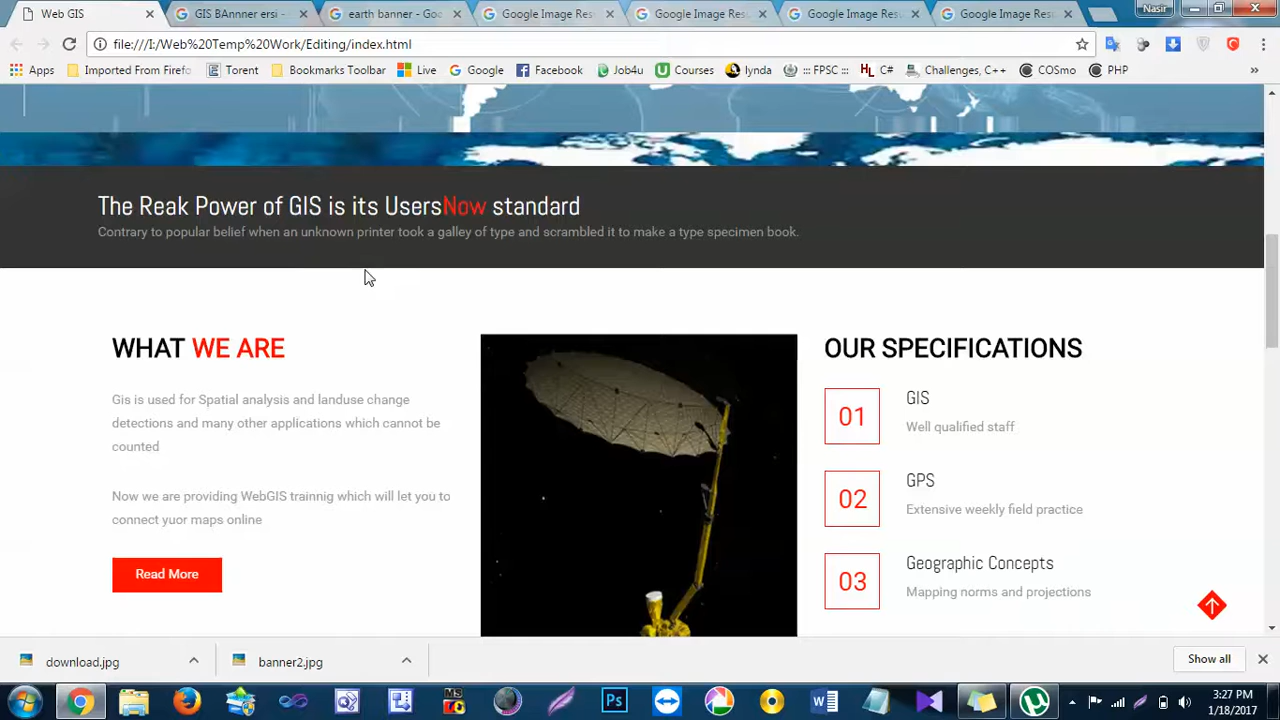 Web GIS
GIS BAnnner ersi -
earth banner - Goo
Google Image Resu
Google Image Resu
Google Image Resu
Google Image Resu
Nasir
file:///I:/Web%20Temp%20Work/Editing/index.html
Apps
Imported From Firefo
Torent
Bookmarks Toolbar
Live
Google
Facebook
Job4u
Courses
lynda
::: FPSC :::
C#
Challenges, C++
COSmo
PHP
The Reak Power of GIS is its UsersNow standard
Contrary to popular belief when an unknown printer took a galley of type and scrambled it to make a type specimen book.
WHAT WE ARE
Gis is used for Spatial analysis and landuse change
detections and many other applications which cannot be
counted
Now we are providing WebGIS trainnig which will let you to
connect yuor maps online
Read More
OUR SPECIFICATIONS
01
GIS
Well qualified staff
02
GPS
Extensive weekly field practice
03
Geographic Concepts
Mapping norms and projections
download.jpg
banner2.jpg
Show all
Ps
3:27 PM
1/18/2017